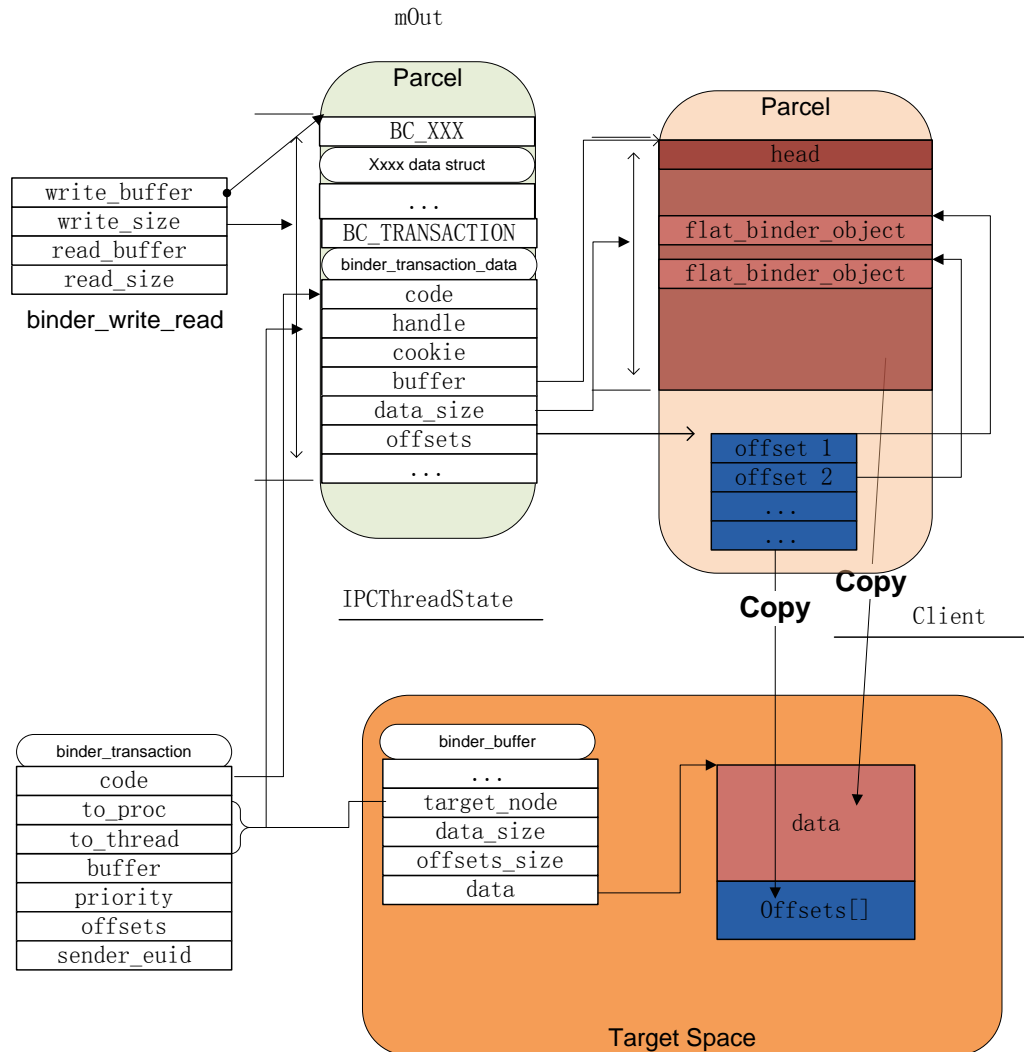 mOut
Parcel
BC_XXX
Xxxx data struct
...
BC_TRANSACTION
binder_transaction_data
code
handle
cookie
buffer
data_size
offsets
...
write_buffer
write_size
read_buffer
read_size
binder_write_read
Parcel
head
flat_binder_object
flat_binder_object
offset 1
offset 2
...
...
Copy
Copy
IPCThreadState
Client
binder_transaction
code
to_proc
to_thread
buffer
priority
offsets
sender_euid
binder_buffer
...
target_node
data_size
offsets_size
data
data
Offsets[]
Target Space